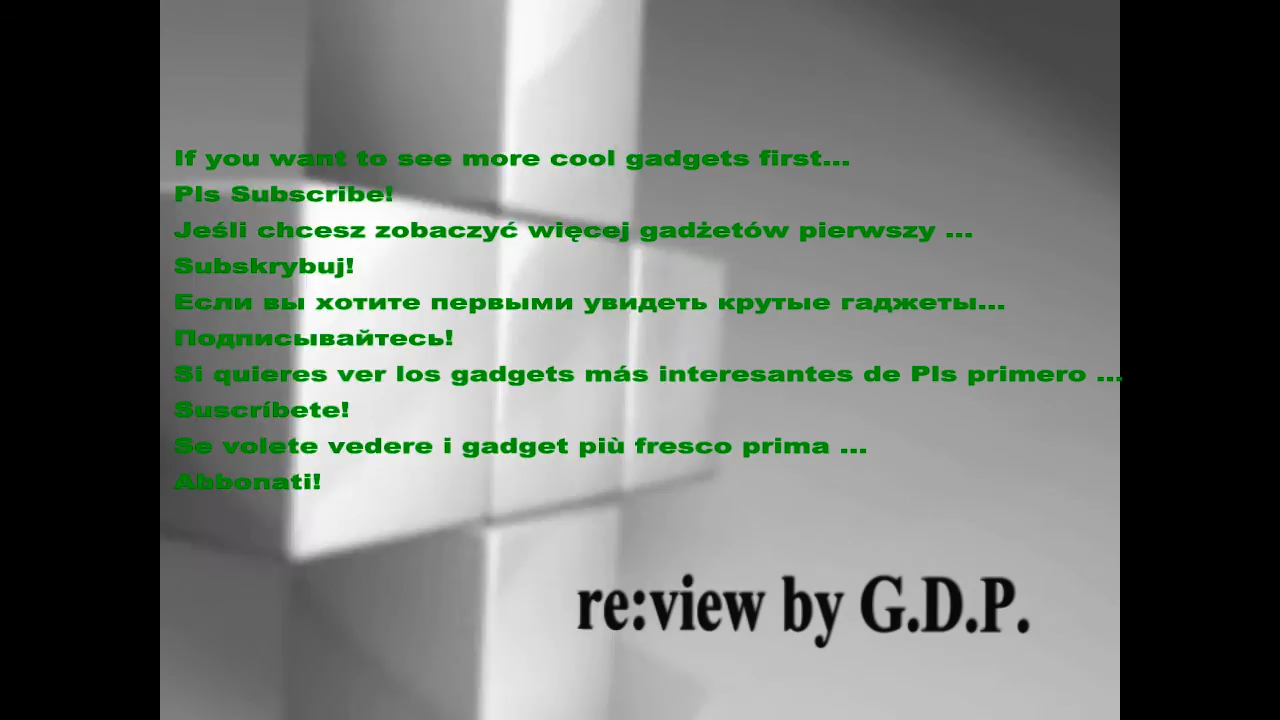 If you want to see more cool gadgets first...
Pls Subscribe!
Jeśli chcesz zobaczyć więcej gadżetów pierwszy ...
Subskrybuj!
Если вы хотите первыми увидеть крутые гаджеты...
Подписывайтесь!
Si quieres ver los gadgets más interesantes de Pls primero ...
Suscríbete!
Se volete vedere i gadget più fresco prima ...
Abbonati!
re:view by G.D.P.